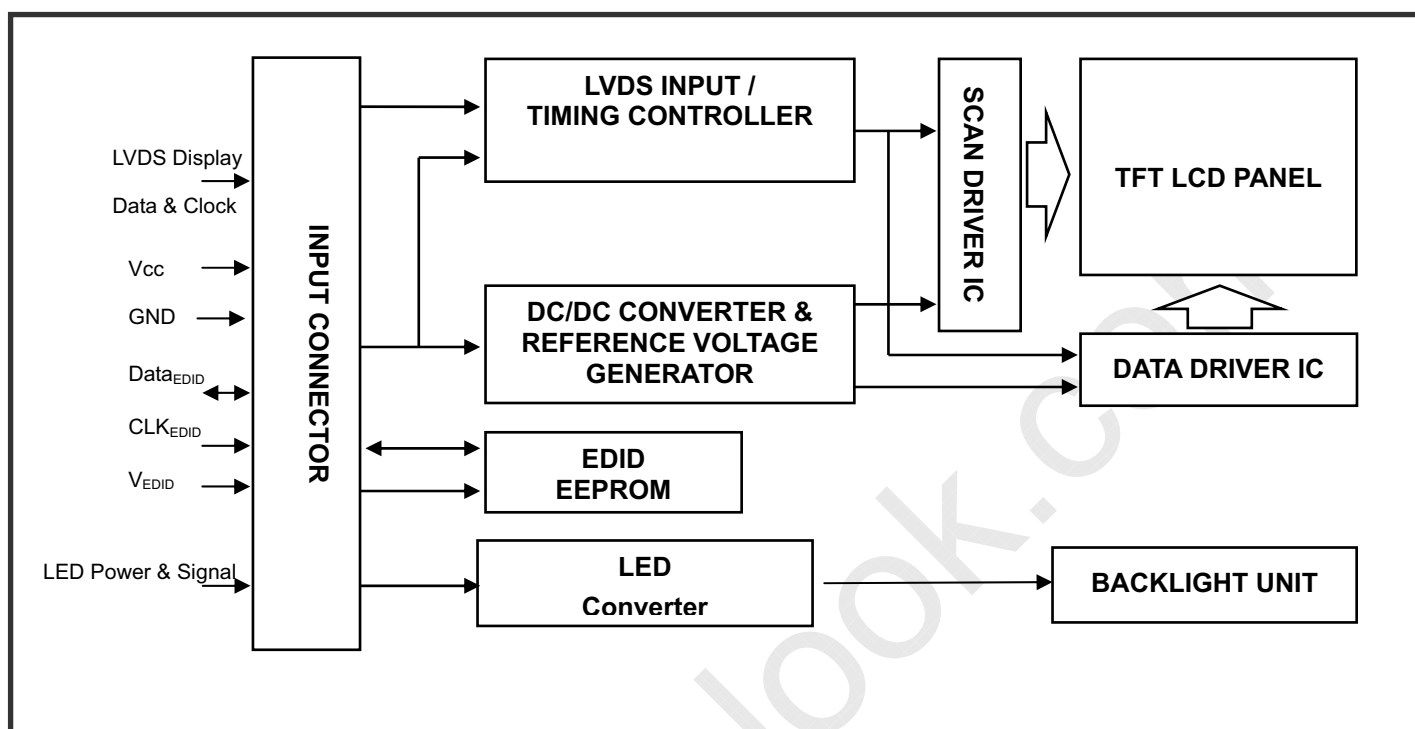 LVDS Display
Data & Clock
Vcc
GND
DataEDID
CLKEDID
VEDID
LED Power & Signal
INPUT CONNECTOR
LVDS INPUT /
TIMING CONTROLLER
DC/DC CONVERTER &
REFERENCE VOLTAGE
GENERATOR
EDID
EEPROM
LED
Converter
SCAN DRIVER IC
TFT LCD PANEL
DATA DRIVER IC
BACKLIGHT UNIT
look.com